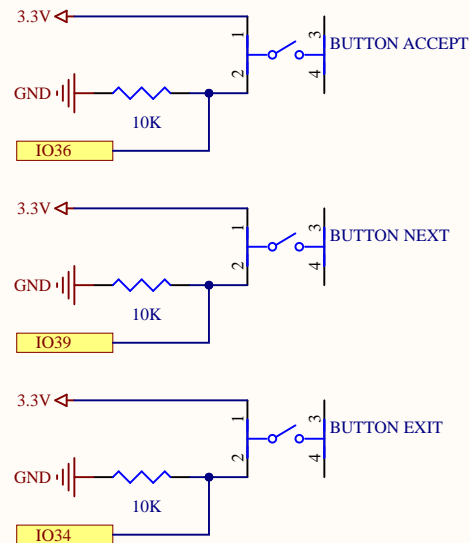 3.3V
1
3
BUTTON ACCEPT
2
4
GND
10K
IO36
3.3V
1
3
BUTTON NEXT
2
4
GND
10K
IO39
3.3V
1
3
BUTTON EXIT
2
4
GND
10K
IO34